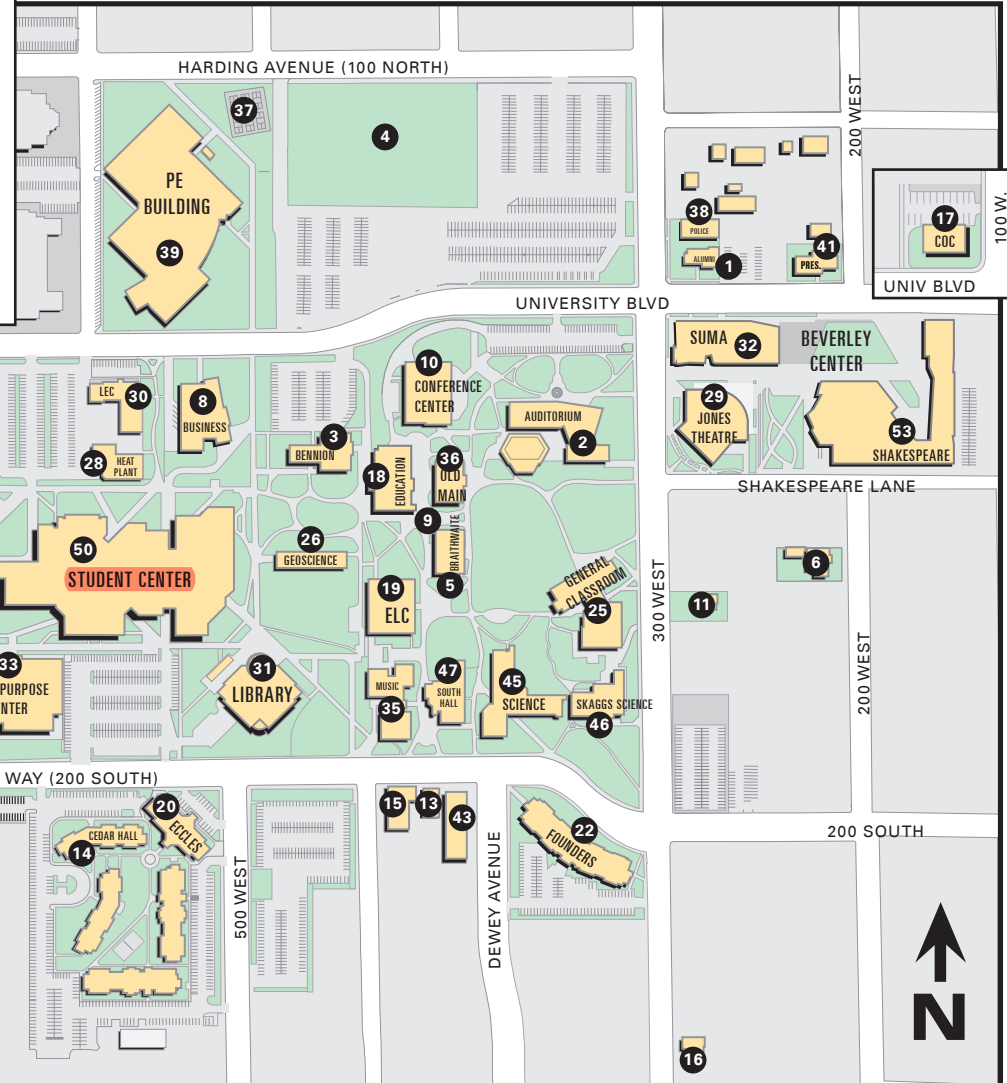 HARDING AVENUE (100 NORTH)
37
4
200 WEST
PE
BUILDING
39
38
POLICE
ALUMNI
1
41
PRES.
17
COC
100 W.
UNIV BLVD
UNIVERSITY BLVD
SUMA
32
BEVERLEY
CENTER
10
CONFERENCE
CENTER
LEC
30
8
BUSINESS
29
JONES
THEATRE
AUDITORIUM
2
53
SHAKESPEARE
3
BENNION
28
HEAT
PLANT
18
EDUCATION
36
OLD
MAIN
SHAKESPEARE LANE
9
BRAITHWAITE
5
50
STUDENT CENTER
26
GEOSCIENCE
19
ELC
GENERAL
CLASSROOM
25
300 WEST
6
11
200 WEST
33
PURPOSE
NTER
31
LIBRARY
MUSIC
35
47
SOUTH
HALL
45
SCIENCE
SKAGGS SCIENCE
46
WAY (200 SOUTH)
20
ECCLES
CEDAR HALL
14
15
13
43
22
FOUNDERS
200 SOUTH
500 WEST
DEWEY AVENUE
N
16